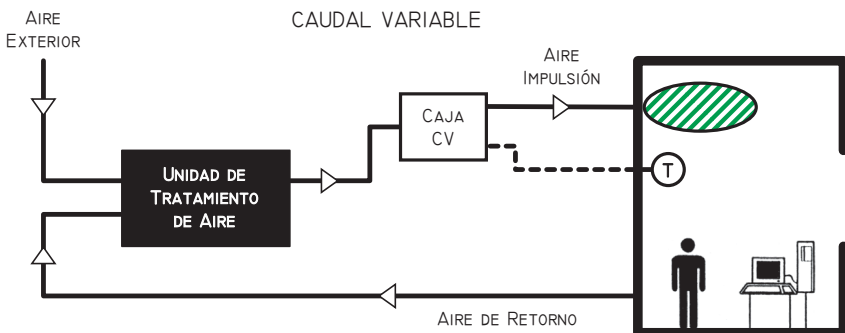 CAUDAL VARIABLE
AIRE
EXTERIOR
AIRE
IMPULSIÓN
CAJA
CV
UNIDAD DE
TRATAMIENTO
DE AIRE
T
AIRE DE RETORNO